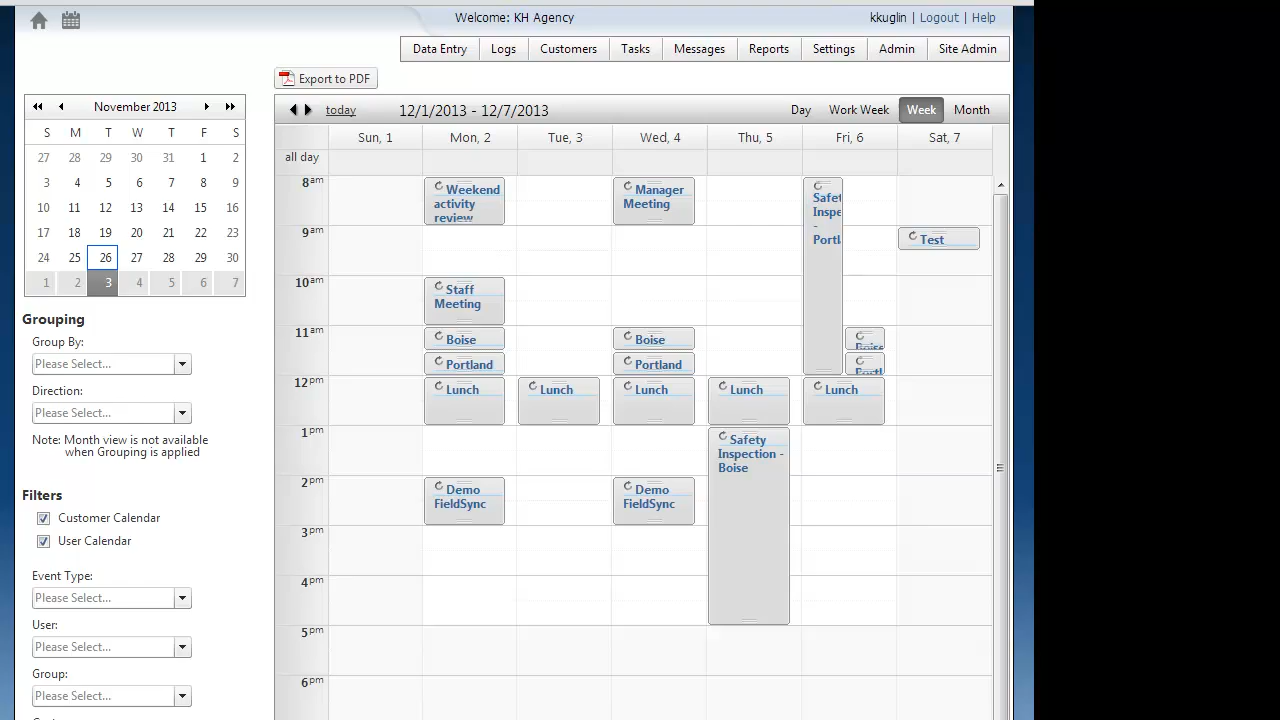 Welcome: KH Agency
kkuglin | Logout | Help
Data Entry Logs Customers Tasks Messages Reports Settings Admin Site Admin
Export to PDF
November 2013
S M T W T F S
27 28 29 30 31 1 2
3 4 5 6 7 8 9
10 11 12 13 14 15 16
17 18 19 20 21 22 23
24 25 26 27 28 29 30
1 2 3 4 5 6 7
Grouping
Group By:
Please Select...
Direction:
Please Select...
Note: Month view is not available
when Grouping is applied
Filters
Customer Calendar
User Calendar
Event Type:
Please Select...
User:
Please Select...
Group:
Please Select...
today 12/1/2013 - 12/7/2013 Day Work Week Week Month
Sun, 1 Mon, 2 Tue, 3 Wed, 4 Thu, 5 Fri, 6 Sat, 7
all day
8am
9am
10am
11am
12pm
1pm
2pm
3pm
4pm
5pm
6pm
Weekend
activity
review
Staff
Meeting
Boise
Portland
Lunch
Demo
FieldSync
Lunch
Manager
Meeting
Boise
Portland
Lunch
Demo
FieldSync
Lunch
Safety
Inspection -
Boise
Safet
Inspe
-
Portl
Boise
Portl
Lunch
Test